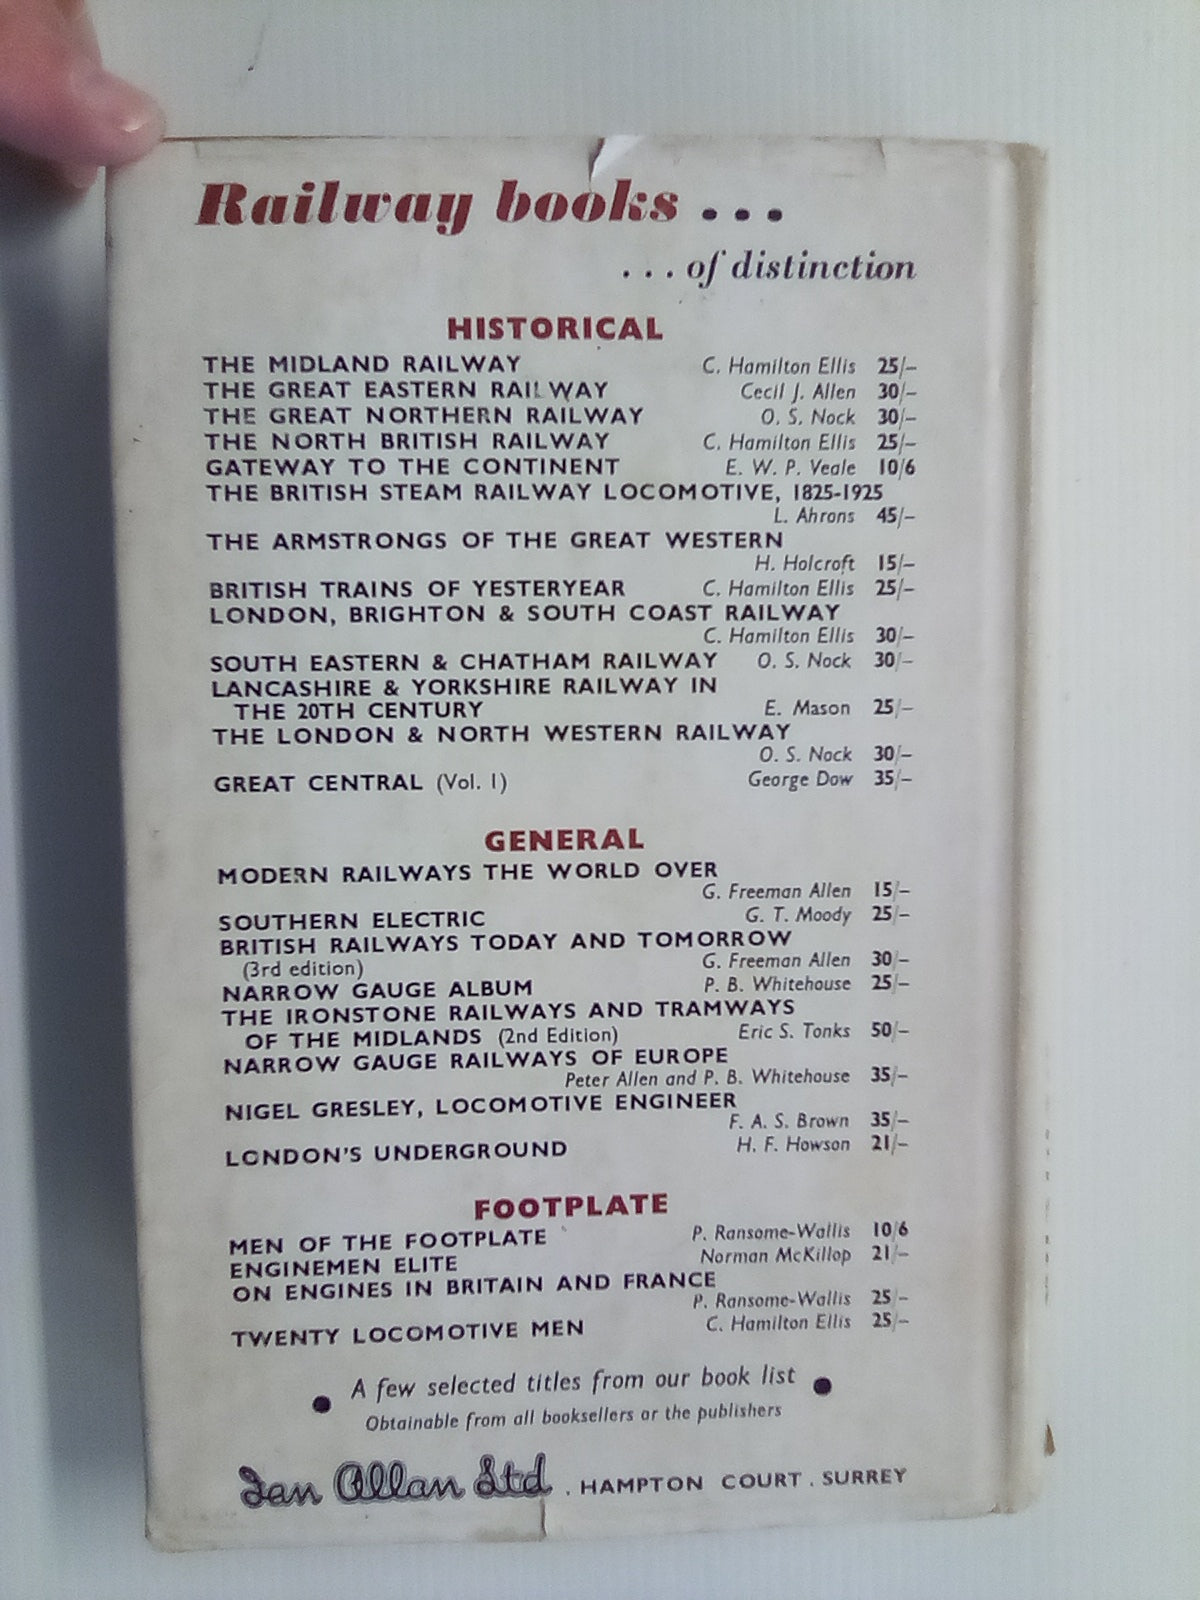 Railway books . . .
. . . of distinction
HISTORICAL
THE MIDLAND RAILWAY C. Hamilton Ellis 25/–
THE GREAT EASTERN RAILWAY Cecil J. Allen 30/–
THE GREAT NORTHERN RAILWAY O. S. Nock 30/–
THE NORTH BRITISH RAILWAY C. Hamilton Ellis 25/–
GATEWAY TO THE CONTINENT E. W. P. Veale 10/6
THE BRITISH STEAM RAILWAY LOCOMOTIVE, 1825-1925
L. Ahrons 45/–
THE ARMSTRONGS OF THE GREAT WESTERN
H. Holcroft 15/–
BRITISH TRAINS OF YESTERYEAR C. Hamilton Ellis 25/–
LONDON, BRIGHTON & SOUTH COAST RAILWAY
C. Hamilton Ellis 30/–
SOUTH EASTERN & CHATHAM RAILWAY O. S. Nock 30/–
LANCASHIRE & YORKSHIRE RAILWAY IN
THE 20TH CENTURY E. Mason 25/–
THE LONDON & NORTH WESTERN RAILWAY
O. S. Nock 30/–
GREAT CENTRAL (Vol. 1) George Dow 35/–
GENERAL
MODERN RAILWAYS THE WORLD OVER
G. Freeman Allen 15/–
SOUTHERN ELECTRIC G. T. Moody 25/–
BRITISH RAILWAYS TODAY AND TOMORROW
(3rd edition) G. Freeman Allen 30/–
NARROW GAUGE ALBUM P. B. Whitehouse 25/–
THE IRONSTONE RAILWAYS AND TRAMWAYS
OF THE MIDLANDS (2nd Edition) Eric S. Tonks 50/–
NARROW GAUGE RAILWAYS OF EUROPE
Peter Allen and P. B. Whitehouse 35/–
NIGEL GRESLEY, LOCOMOTIVE ENGINEER
F. A. S. Brown 35/–
LONDON'S UNDERGROUND H. F. Howson 21/–
FOOTPLATE
MEN OF THE FOOTPLATE P. Ransome-Wallis 10/6
ENGINEMEN ELITE Norman McKillop 21/–
ON ENGINES IN BRITAIN AND FRANCE
P. Ransome-Wallis 25/–
TWENTY LOCOMOTIVE MEN C. Hamilton Ellis 25/–
● A few selected titles from our book list ●
Obtainable from all booksellers or the publishers
Ian Allan Ltd . HAMPTON COURT . SURREY